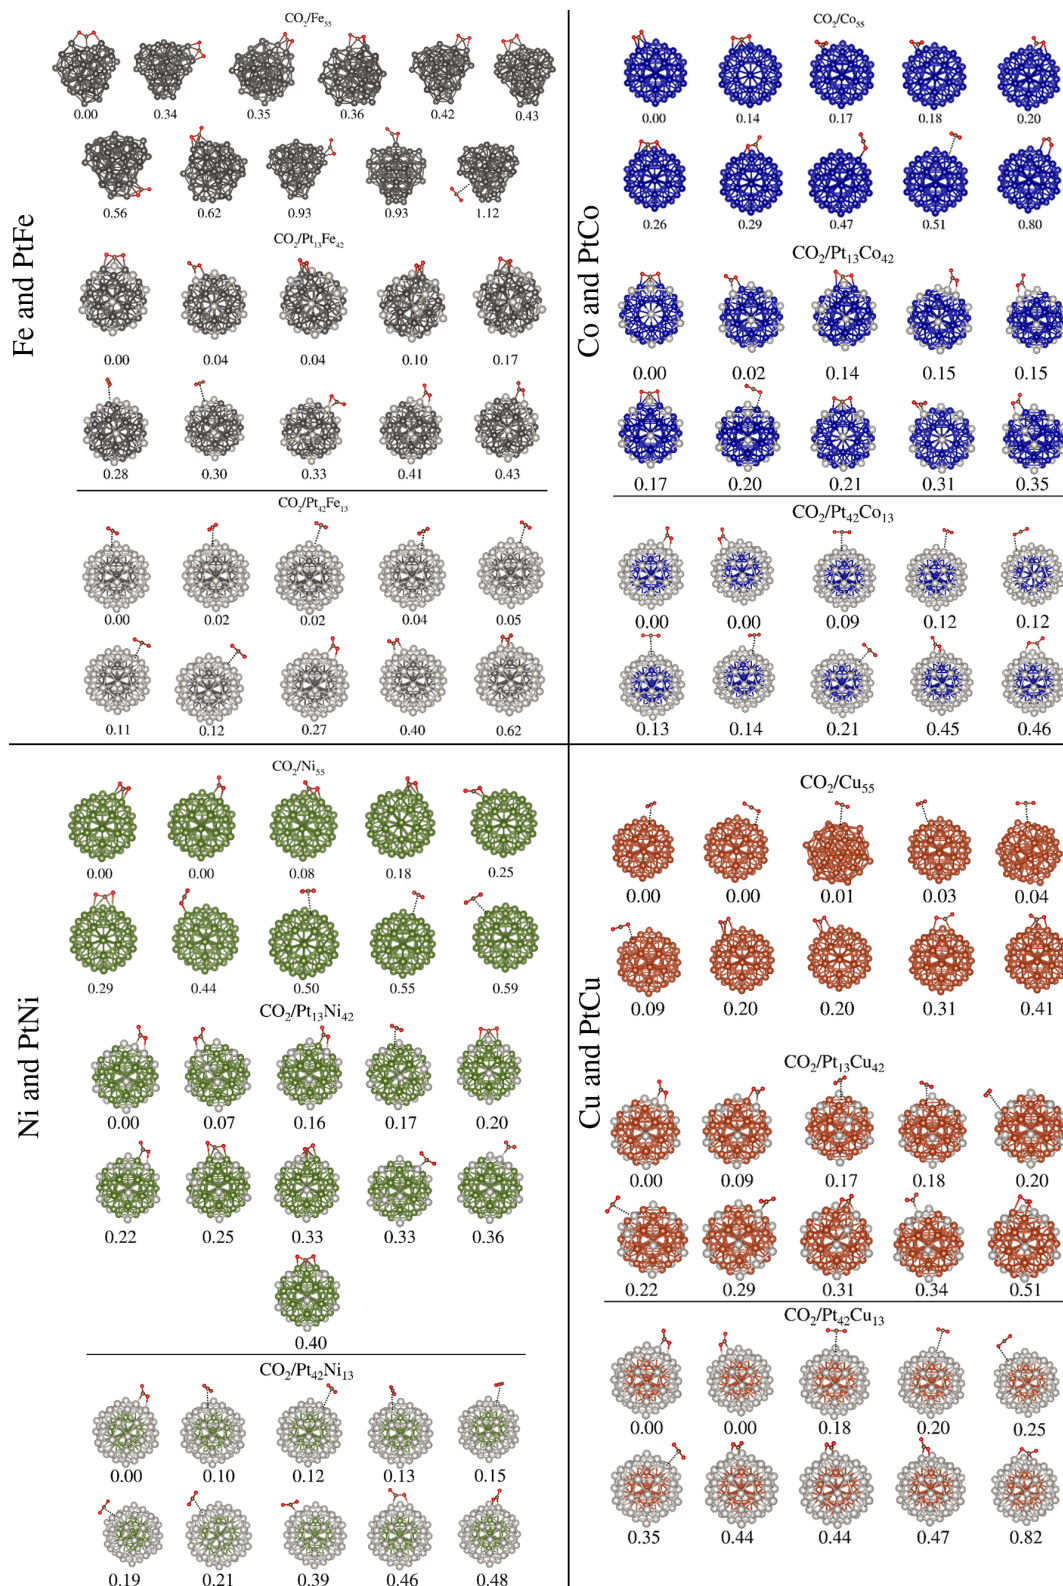 Fe and PtFe
CO₂/Fe₅₅
0.00 0.34 0.35 0.36 0.42 0.43
0.56 0.62 0.93 0.93 1.12
CO₂/Pt₁₃Fe₄₂
0.00 0.04 0.04 0.10 0.17
0.28 0.30 0.33 0.41 0.43
CO₂/Pt₄₂Fe₁₃
0.00 0.02 0.02 0.04 0.05
0.11 0.12 0.27 0.40 0.62
Co and PtCo
CO₂/Co₅₅
0.00 0.14 0.17 0.18 0.20
0.26 0.29 0.47 0.51 0.80
CO₂/Pt₁₃Co₄₂
0.00 0.02 0.14 0.15 0.15
0.17 0.20 0.21 0.31 0.35
CO₂/Pt₄₂Co₁₃
0.00 0.00 0.09 0.12 0.12
0.13 0.14 0.21 0.45 0.46
Ni and PtNi
CO₂/Ni₅₅
0.00 0.00 0.08 0.18 0.25
0.29 0.44 0.50 0.55 0.59
CO₂/Pt₁₃Ni₄₂
0.00 0.07 0.16 0.17 0.20
0.22 0.25 0.33 0.33 0.36
0.40
CO₂/Pt₄₂Ni₁₃
0.00 0.10 0.12 0.13 0.15
0.19 0.21 0.39 0.46 0.48
Cu and PtCu
CO₂/Cu₅₅
0.00 0.00 0.01 0.03 0.04
0.09 0.20 0.20 0.31 0.41
CO₂/Pt₁₃Cu₄₂
0.00 0.09 0.17 0.18 0.20
0.22 0.29 0.31 0.34 0.51
CO₂/Pt₄₂Cu₁₃
0.00 0.00 0.18 0.20 0.25
0.35 0.44 0.44 0.47 0.82